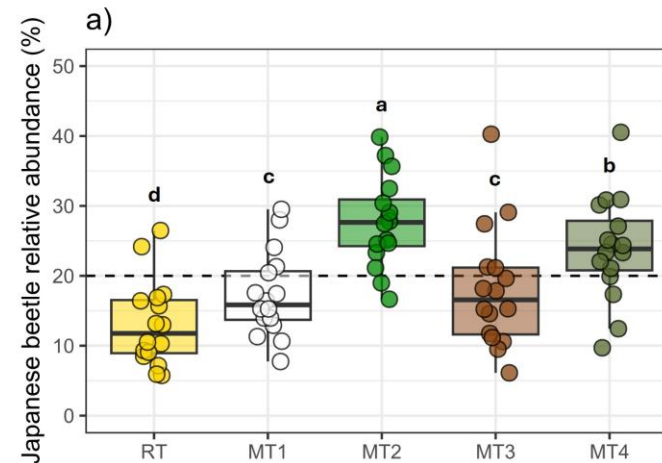 a)
Japanese beetle relative abundance (%)
50
40
30
20
10
0
d
c
a
c
b
RT MT1 MT2 MT3 MT4